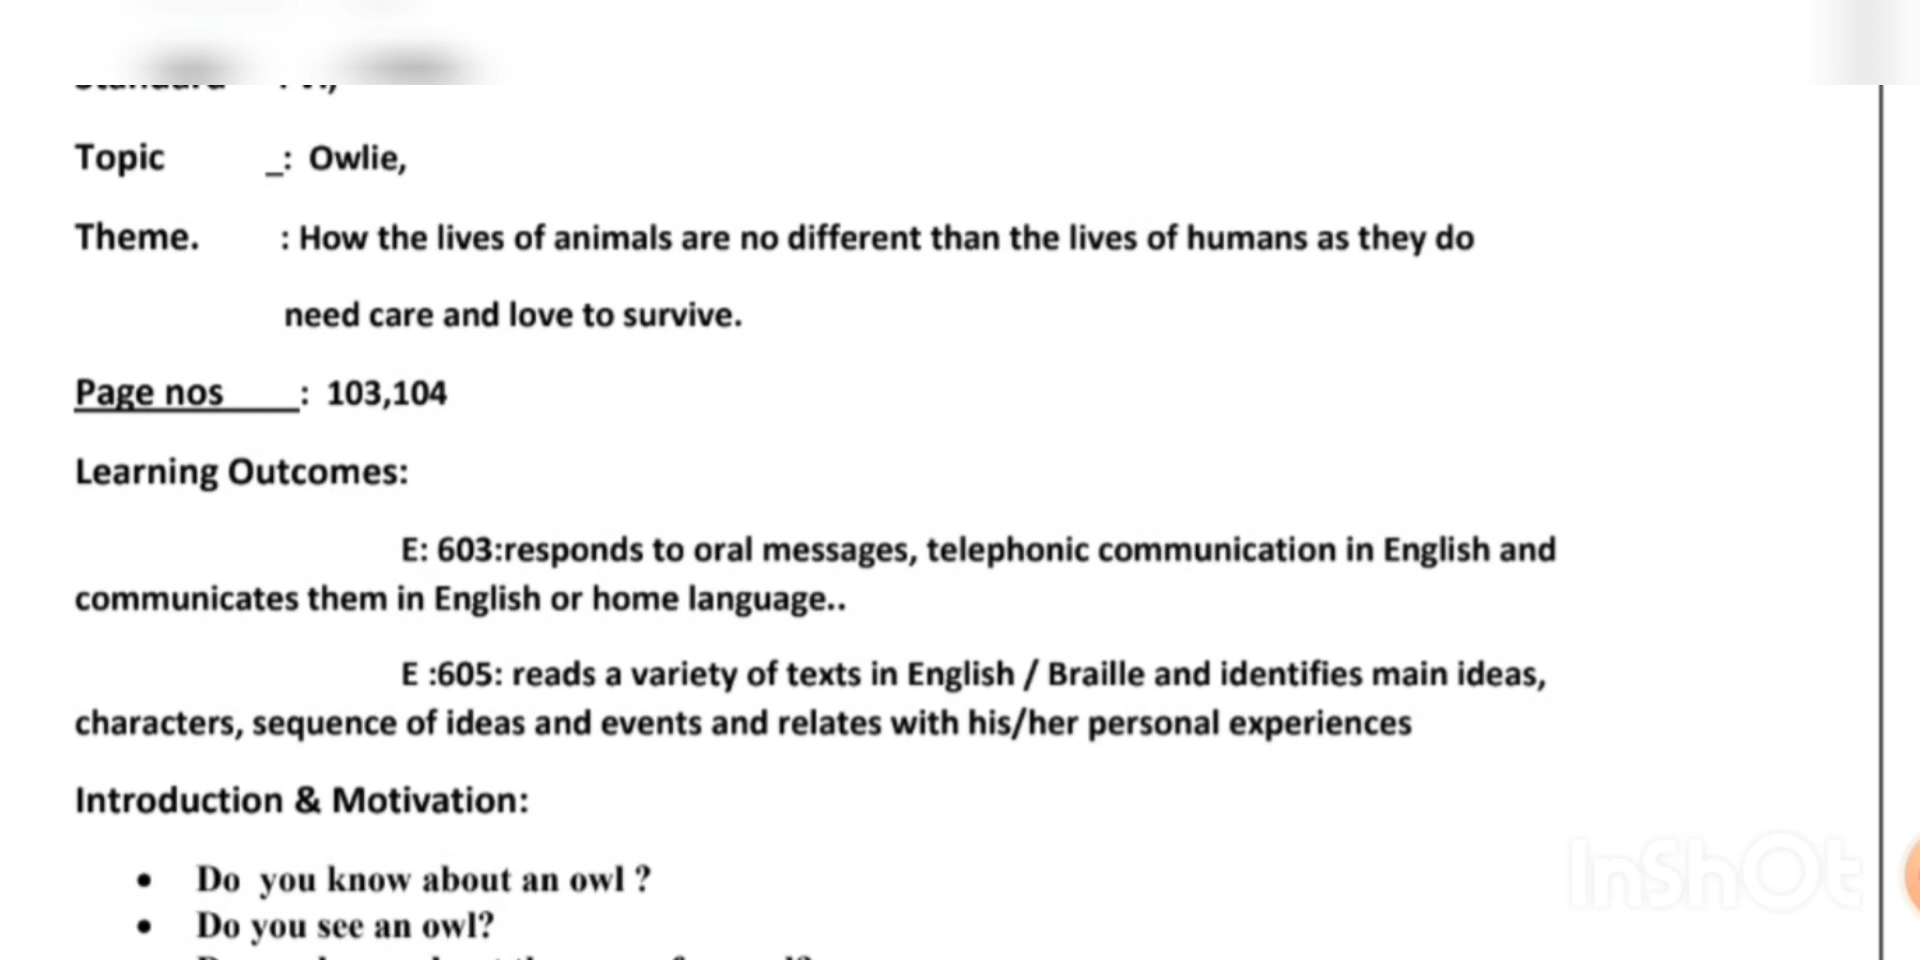 Topic _: Owlie,
Theme. : How the lives of animals are no different than the lives of humans as they do
need care and love to survive.
Page nos : 103,104
Learning Outcomes:
E: 603:responds to oral messages, telephonic communication in English and
communicates them in English or home language..
E :605: reads a variety of texts in English / Braille and identifies main ideas,
characters, sequence of ideas and events and relates with his/her personal experiences
Introduction & Motivation:
• Do you know about an owl ?
• Do you see an owl?
InShOt